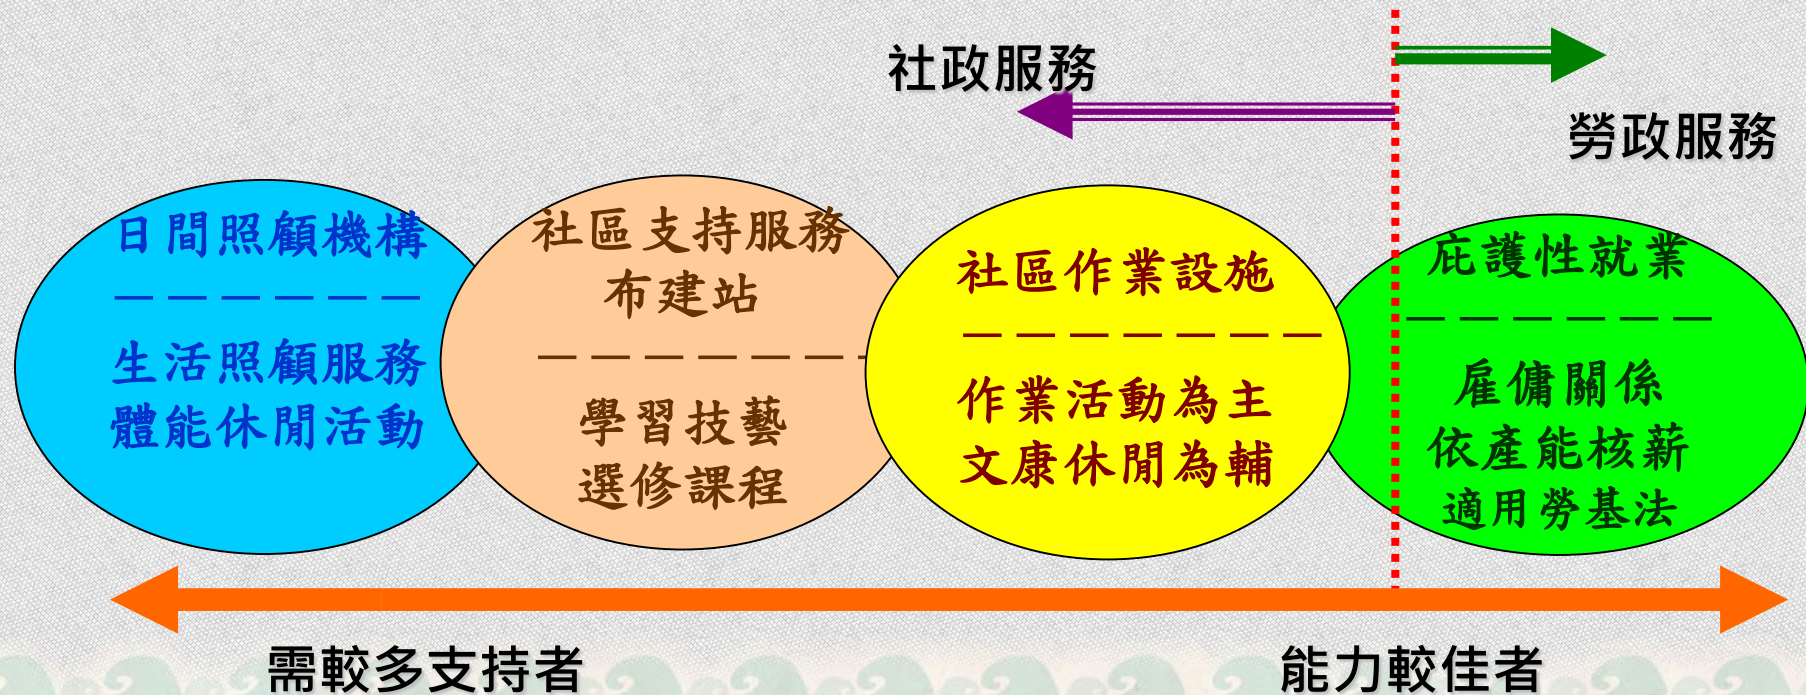 社政服務
勞政服務
日間照顧機構
生活照顧服務
體能休閒活動
社區支持服務
布建站
學習技藝
選修課程
社區作業設施
作業活動為主
文康休閒為輔
庇護性就業
雇傭關係
依產能核薪
適用勞基法
需較多支持者
能力較佳者